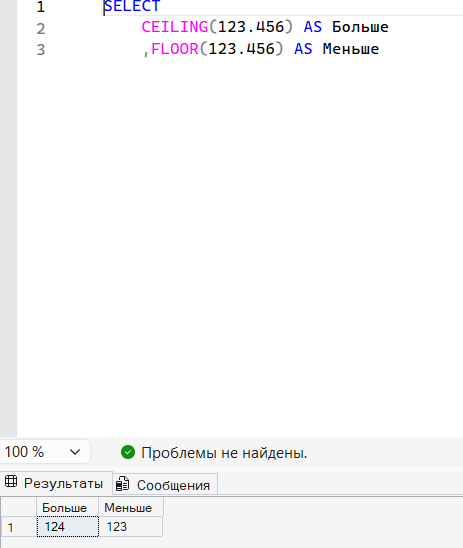 1 SELECT
2 CEILING(123.456) AS Больше
3 ,FLOOR(123.456) AS Меньше
100 % Проблемы не найдены.
Результаты Сообщения
Больше Меньше
1 124 123